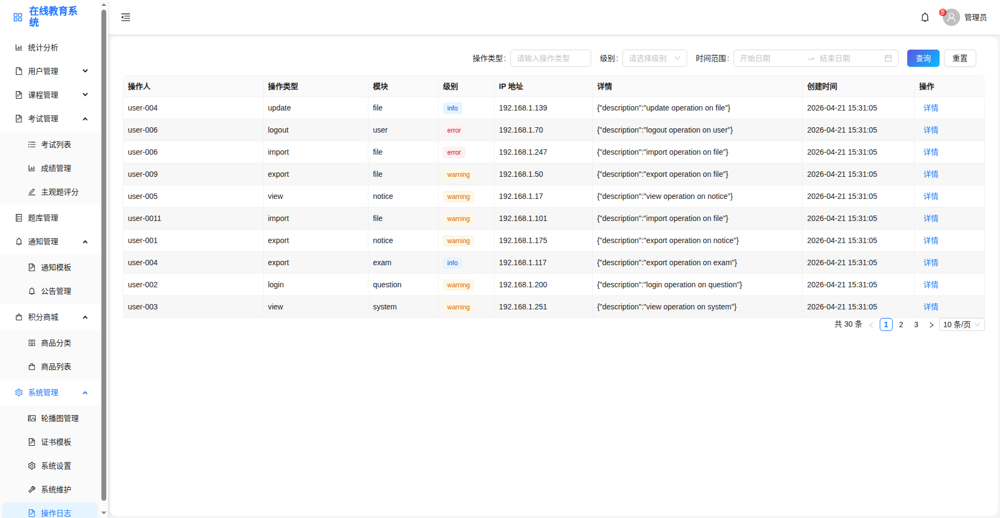 在线教育系
统
统计分析
用户管理
课程管理
考试管理
考试列表
成绩管理
主观题评分
题库管理
通知管理
通知模板
公告管理
积分商城
商品分类
商品列表
系统管理
轮播图管理
证书模板
系统设置
系统维护
操作日志
5 管理员
操作类型: 请输入操作类型 级别: 请选择级别 时间范围: 开始日期 结束日期 查询 重置
操作人 操作类型 模块 级别 IP 地址 详情 创建时间 操作
user-004 update file info 192.168.1.139 {"description":"update operation on file"} 2026-04-21 15:31:05 详情
user-006 logout user error 192.168.1.70 {"description":"logout operation on user"} 2026-04-21 15:31:05 详情
user-006 import file error 192.168.1.247 {"description":"import operation on file"} 2026-04-21 15:31:05 详情
user-009 export file warning 192.168.1.50 {"description":"export operation on file"} 2026-04-21 15:31:05 详情
user-005 view notice warning 192.168.1.17 {"description":"view operation on notice"} 2026-04-21 15:31:05 详情
user-0011 import file warning 192.168.1.101 {"description":"import operation on file"} 2026-04-21 15:31:05 详情
user-001 export notice warning 192.168.1.175 {"description":"export operation on notice"} 2026-04-21 15:31:05 详情
user-004 export exam info 192.168.1.117 {"description":"export operation on exam"} 2026-04-21 15:31:05 详情
user-002 login question warning 192.168.1.200 {"description":"login operation on question"} 2026-04-21 15:31:05 详情
user-003 view system warning 192.168.1.251 {"description":"view operation on system"} 2026-04-21 15:31:05 详情
共 30 条 1 2 3 10 条/页